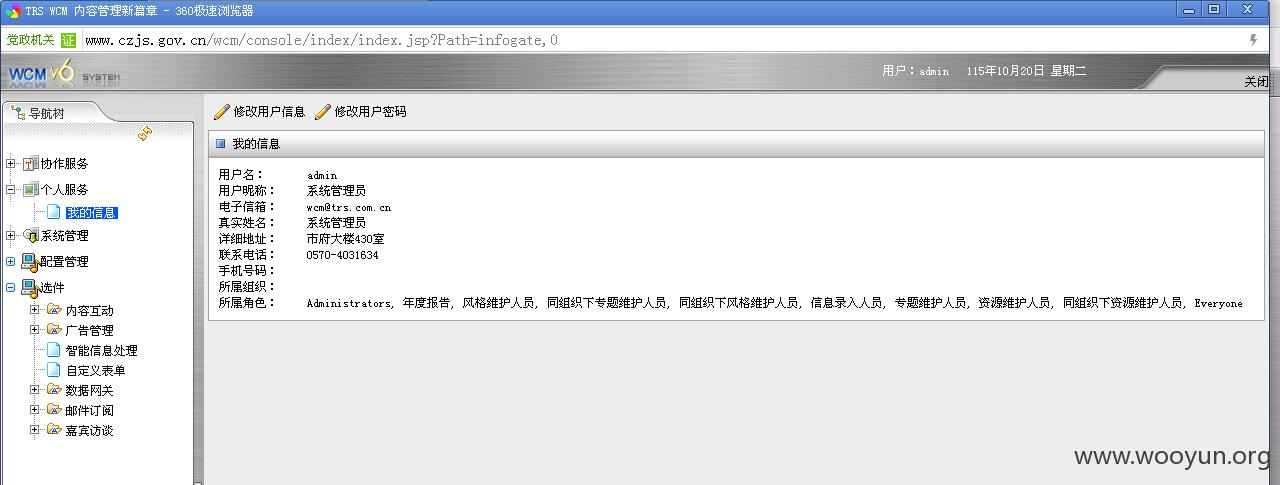 TRS WCM 内容管理新篇章 - 360极速浏览器
党政机关 证 www.czjs.gov.cn/wcm/console/index/index.jsp?Path=infogate,0
WCM V6 SYSTEM
用户：admin 115年10月20日 星期二
关闭
导航树
协作服务
个人服务
我的信息
系统管理
配置管理
选件
内容互动
广告管理
智能信息处理
自定义表单
数据网关
邮件订阅
嘉宾访谈
修改用户信息 修改用户密码
我的信息
用户名： admin
用户昵称： 系统管理员
电子信箱： wcm@trs.com.cn
真实姓名： 系统管理员
详细地址： 市府大楼430室
联系电话： 0570-4031634
手机号码：
所属组织：
所属角色： Administrators, 年度报告, 风格维护人员, 同组织下专题维护人员, 同组织下风格维护人员, 信息录入人员, 专题维护人员, 资源维护人员, 同组织下资源维护人员, Everyone
www.wooyun.org